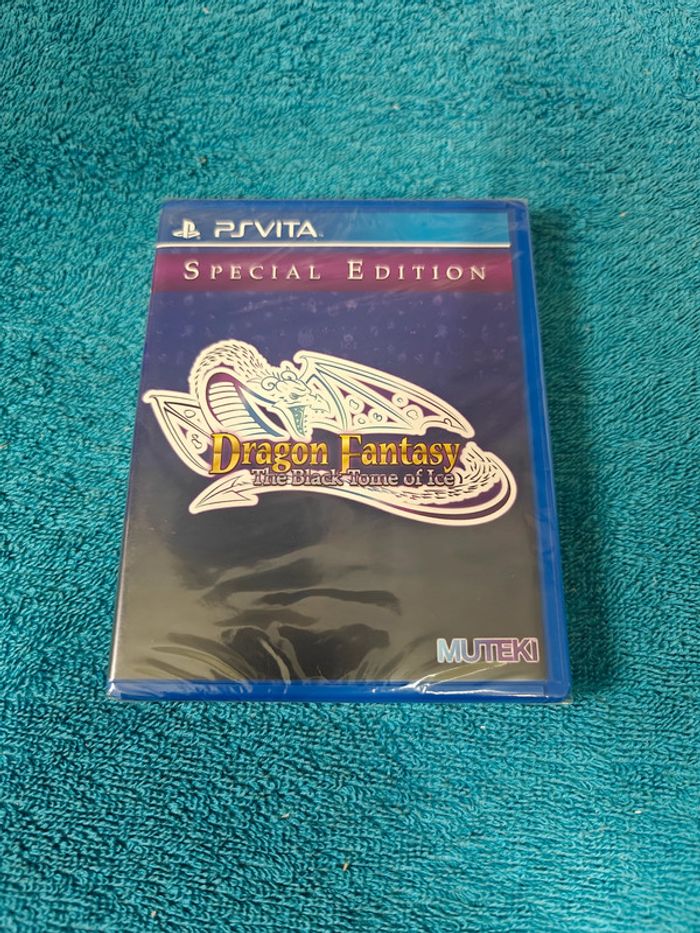 PSVITA
SPECIAL EDITION
Dragon Fantasy
The Black Tome of Ice
MUTEKI